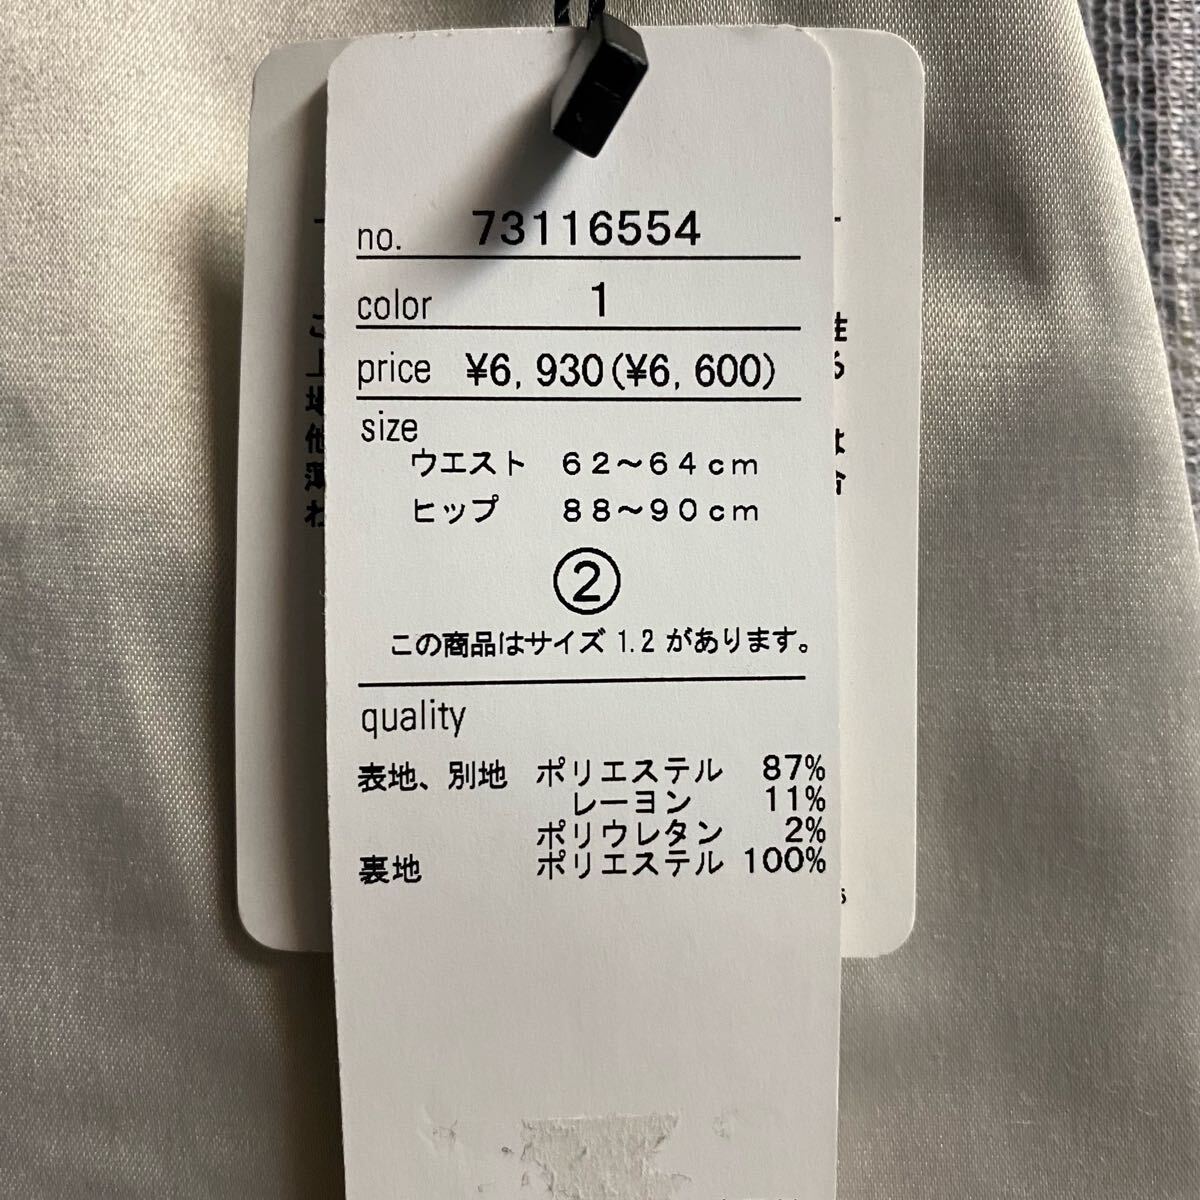 no. 73116554
color 1
price ¥6,930(¥6,600)
size
ウエスト 62～64cm
ヒップ 88～90cm
②
この商品はサイズ 1.2 があります。
quality
表地、別地 ポリエステル 87%
レーヨン 11%
ポリウレタン 2%
裏地 ポリエステル 100%